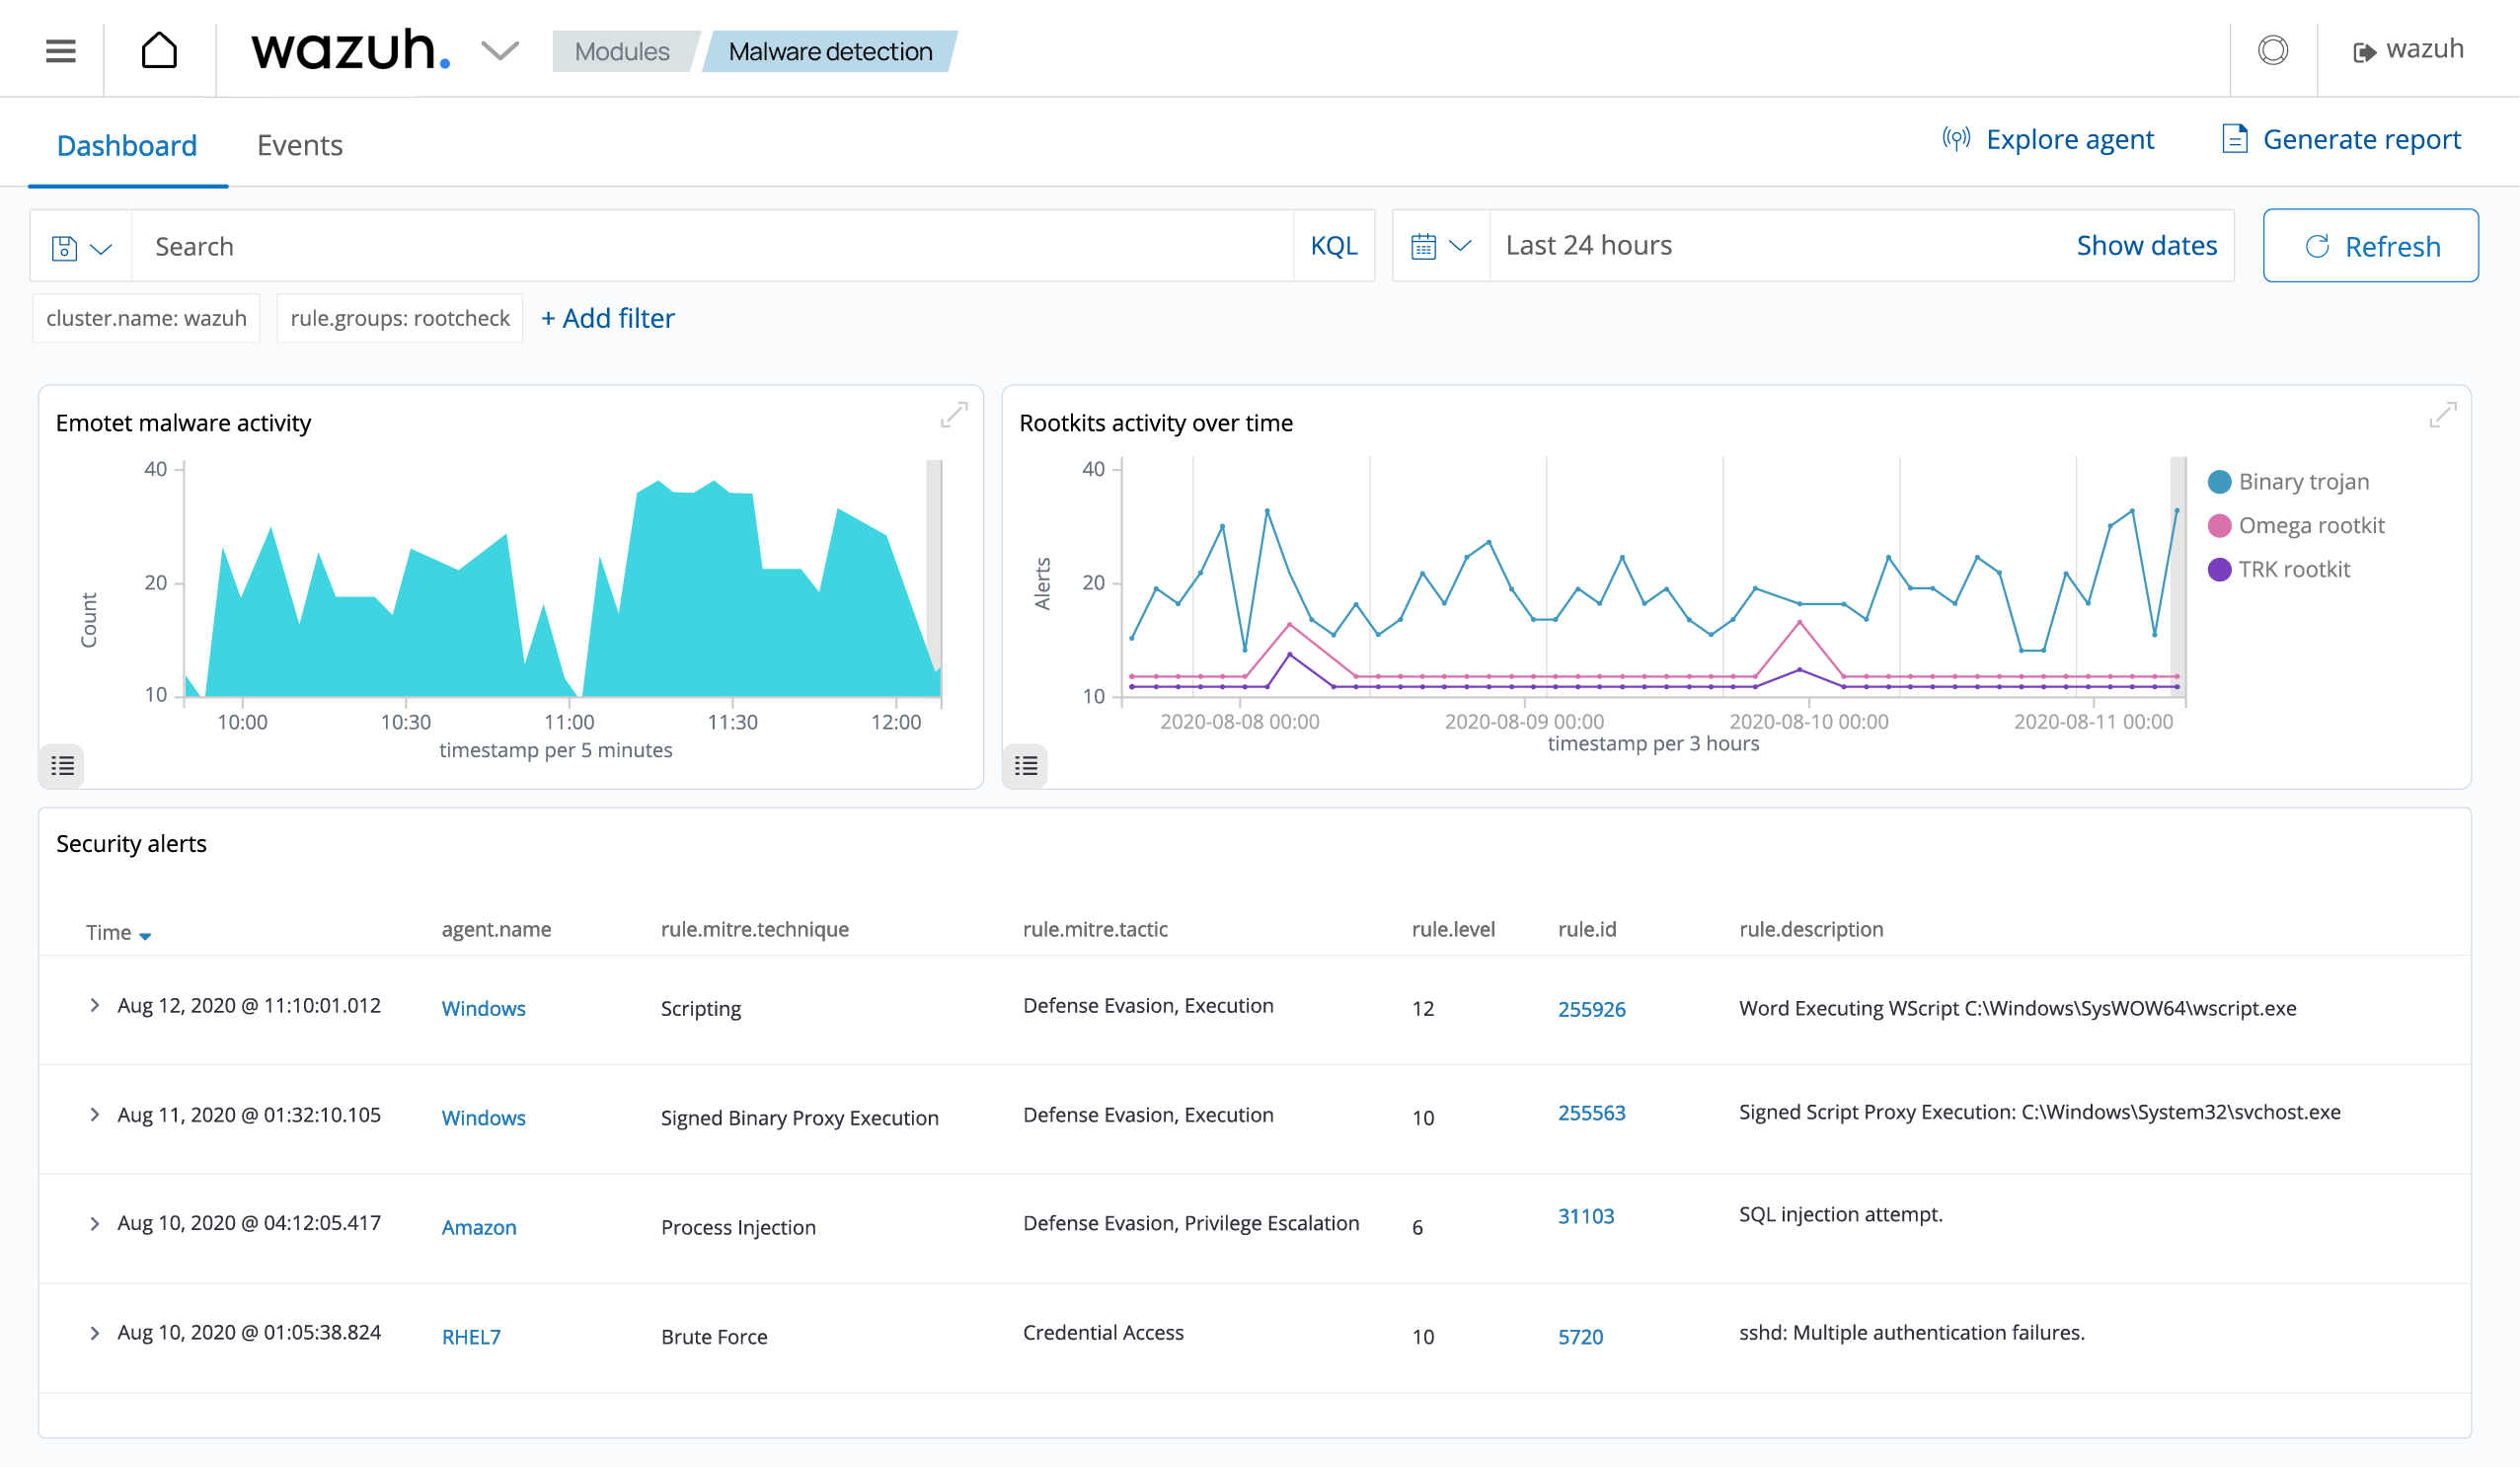 wazuh.
Modules
Malware detection
wazuh
Dashboard
Events
Explore agent
Generate report
Search
KQL
Last 24 hours
Show dates
Refresh
cluster.name: wazuh
rule.groups: rootcheck
+ Add filter
Emotet malware activity
40
20
10
Count
10:00
10:30
11:00
11:30
12:00
timestamp per 5 minutes
Rootkits activity over time
40
20
10
Alerts
2020-08-08 00:00
2020-08-09 00:00
2020-08-10 00:00
2020-08-11 00:00
timestamp per 3 hours
Binary trojan
Omega rootkit
TRK rootkit
Security alerts
Time agent.name rule.mitre.technique rule.mitre.tactic rule.level rule.id rule.description
Aug 12, 2020 @ 11:10:01.012 Windows Scripting Defense Evasion, Execution 12 255926 Word Executing WScript C:\Windows\SysWOW64\wscript.exe
Aug 11, 2020 @ 01:32:10.105 Windows Signed Binary Proxy Execution Defense Evasion, Execution 10 255563 Signed Script Proxy Execution: C:\Windows\System32\svchost.exe
Aug 10, 2020 @ 04:12:05.417 Amazon Process Injection Defense Evasion, Privilege Escalation 6 31103 SQL injection attempt.
Aug 10, 2020 @ 01:05:38.824 RHEL7 Brute Force Credential Access 10 5720 sshd: Multiple authentication failures.